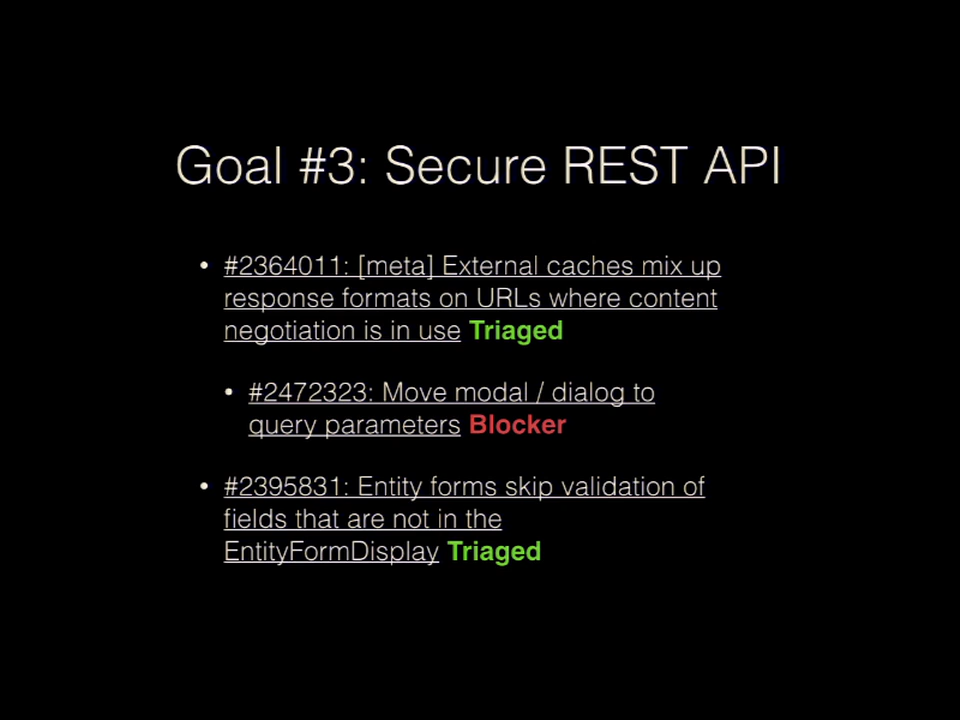 Goal #3: Secure REST API
• #2364011: [meta] External caches mix up
response formats on URLs where content
negotiation is in use Triaged
• #2472323: Move modal / dialog to
query parameters Blocker
• #2395831: Entity forms skip validation of
fields that are not in the
EntityFormDisplay Triaged